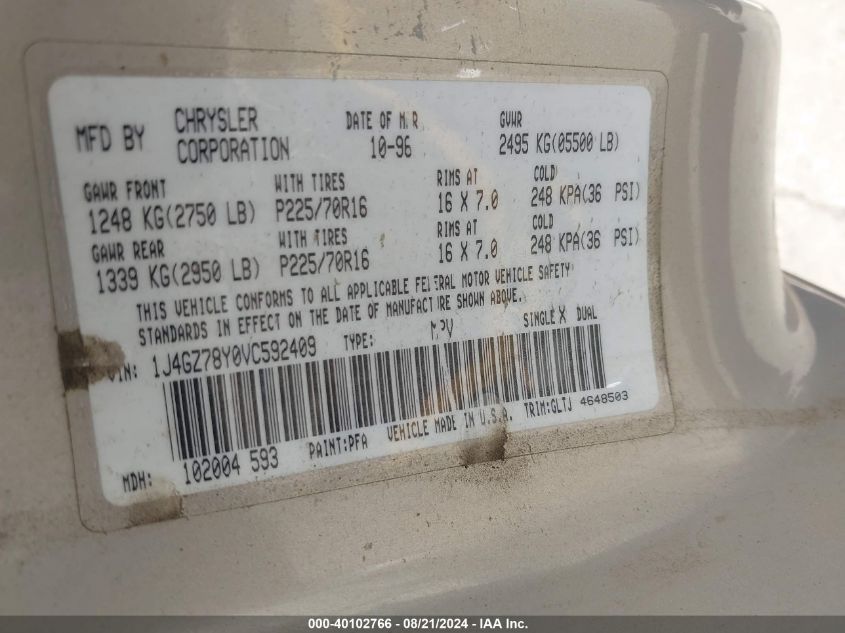 MFD BY CHRYSLER CORPORATION DATE OF M R 10-96 GVWR 2495 KG(05500 LB)
GAWR FRONT WITH TIRES RIMS AT COLD
1248 KG(2750 LB) P225/70R16 16 X 7.0 248 KPA(36 PSI)
GAWR REAR WITH TIRES RIMS AT COLD
1339 KG(2950 LB) P225/70R16 16 X 7.0 248 KPA(36 PSI)
THIS VEHICLE CONFORMS TO ALL APPLICABLE FEDERAL MOTOR VEHICLE SAFETY
STANDARDS IN EFFECT ON THE DATE OF MANUFACTURE SHOWN ABOVE.
VIN: 1J4GZ78Y0VC592409 TYPE: MPV SINGLE X DUAL
MDH: 102004 593 PAINT:PFA VEHICLE MADE IN U.S.A. TRIM:GLTJ 4648503
000-40102766 - 08/21/2024 - IAA Inc.